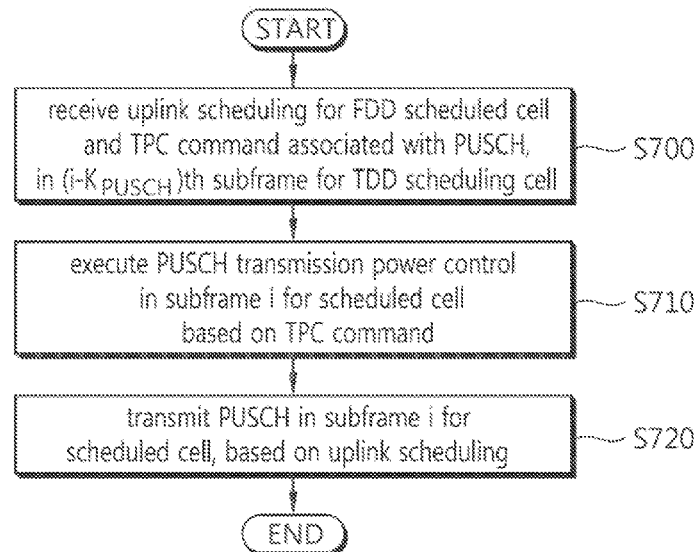 START
receive uplink scheduling for FDD scheduled cell
and TPC command associated with PUSCH,
in (i-KPUSCH)th subframe for TDD scheduling cell
S700
execute PUSCH transmission power control
in subframe i for scheduled cell
based on TPC command
S710
transmit PUSCH in subframe i for
scheduled cell, based on uplink scheduling
S720
END